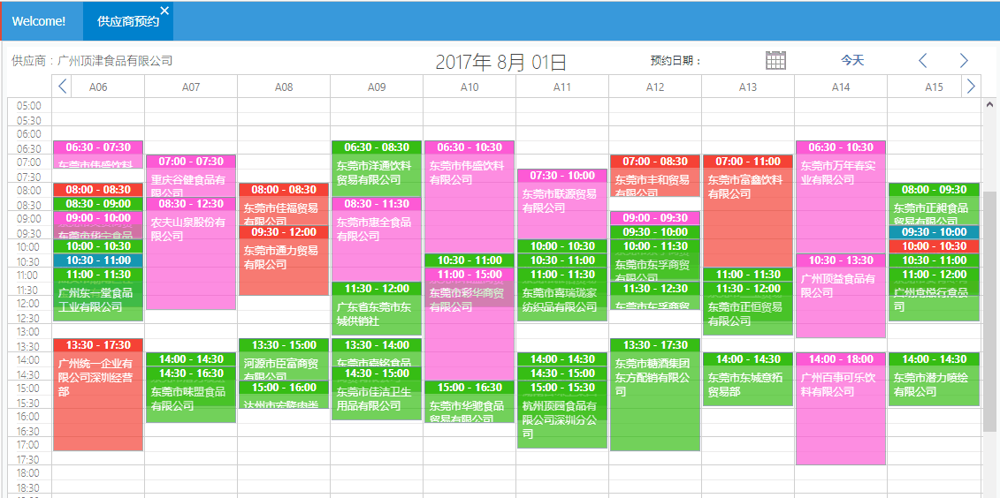 Welcome!
供应商预约
供应商：广州顶津食品有限公司
2017年 8月 01日
预约日期：
今天
A06
A07
A08
A09
A10
A11
A12
A13
A14
A15
05:00
05:30
06:00
06:30
07:00
07:30
08:00
08:30
09:00
09:30
10:00
10:30
11:00
11:30
12:00
12:30
13:00
13:30
14:00
14:30
15:00
15:30
16:00
16:30
17:00
17:30
18:00
18:30
06:30 - 07:30
东莞市伟盛饮料
08:00 - 08:30
08:30 - 09:00
09:00 - 10:00
东莞市华宁食品
10:00 - 10:30
10:30 - 11:00
11:00 - 11:30
广州东一堂食品
工业有限公司
13:30 - 17:30
广州统一企业有
限公司深圳经营
部
07:00 - 07:30
重庆谷健食品有
限公司
08:30 - 12:30
农夫山泉股份有
限公司
14:00 - 14:30
14:30 - 16:30
东莞市味盟食品
有限公司
08:00 - 08:30
东莞市佳福贸易
有限公司
09:30 - 12:00
东莞市通力贸易
有限公司
13:30 - 15:00
河源市臣富商贸
有限公司
15:00 - 16:00
达州市宏隆肉类
06:30 - 08:30
东莞市洋通饮料
贸易有限公司
08:30 - 11:30
东莞市惠全食品
有限公司
11:30 - 12:00
广东省东莞市东
城供销社
13:30 - 14:00
东莞市嘉铭食品
14:30 - 15:00
东莞市佳洁卫生
用品有限公司
06:30 - 10:30
东莞市伟盛饮料
有限公司
10:30 - 11:00
11:00 - 15:00
东莞市彩华商贸
有限公司
15:00 - 16:30
东莞市华驰食品
贸易有限公司
07:30 - 10:00
东莞市联源贸易
有限公司
10:00 - 10:30
10:30 - 11:00
11:00 - 11:30
东莞市喜瑞珑家
纺织品有限公司
14:00 - 14:30
14:30 - 15:00
15:00 - 15:30
杭州顶园食品有
限公司深圳分公
司
07:00 - 08:30
东莞市丰和贸易
有限公司
09:00 - 09:30
09:30 - 10:00
10:00 - 11:30
东莞市东孚商贸
有限公司
11:30 - 12:30
东莞市东孚商贸
13:30 - 17:30
东莞市糖酒集团
东方配销有限公
司
07:00 - 11:00
东莞市富鑫饮料
有限公司
11:00 - 11:30
11:30 - 12:00
东莞市正恒贸易
有限公司
14:00 - 14:30
东莞市东城意拓
贸易部
06:30 - 10:30
东莞市万年春实
业有限公司
10:30 - 13:30
广州顶益食品有
限公司
14:00 - 18:00
广州百事可乐饮
料有限公司
08:00 - 09:30
东莞市正昶食品
有限公司
09:30 - 10:00
10:00 - 10:30
10:30 - 11:00
11:00 - 12:00
广州食悦行食品
司
14:00 - 14:30
东莞市潜力喷绘
有限公司